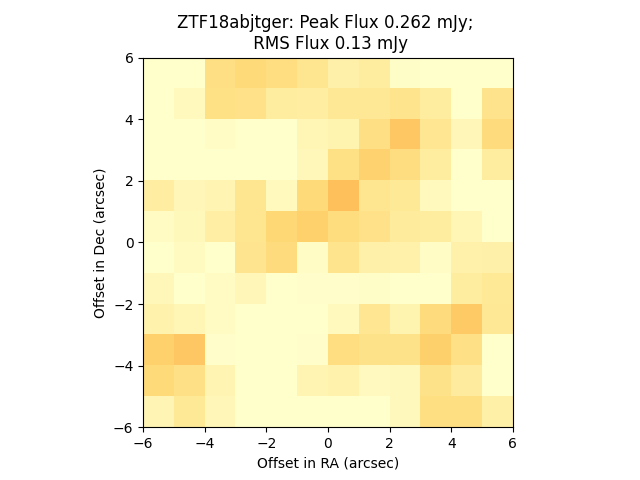 ZTF18abjtger: Peak Flux 0.262 mJy;
RMS Flux 0.13 mJy
6
4
2
0
−2
−4
−6
Offset in Dec (arcsec)
−6 −4 −2 0 2 4 6
Offset in RA (arcsec)